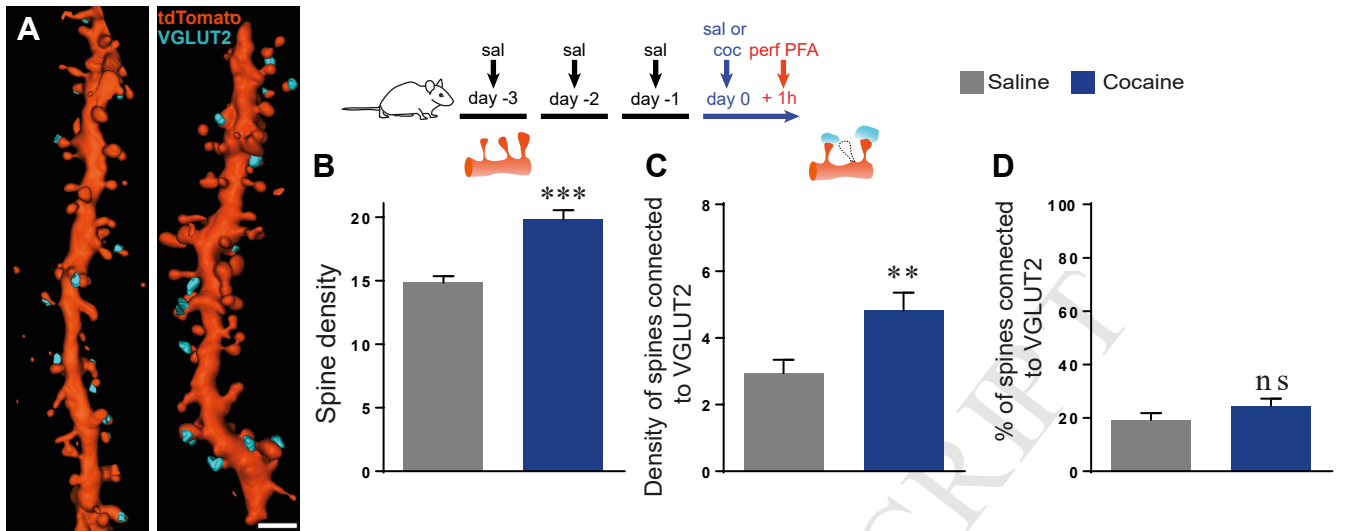 A
tdTomato
VGLUT2
sal
sal
sal
sal or
coc
perf PFA
day -3
day -2
day -1
day 0
+ 1h
Saline
Cocaine
B
Spine density
20
15
10
5
0
***
C
Density of spines connected
to VGLUT2
8
6
4
2
0
**
D
% of spines connected
to VGLUT2
100
80
60
40
20
0
ns
CRIPT